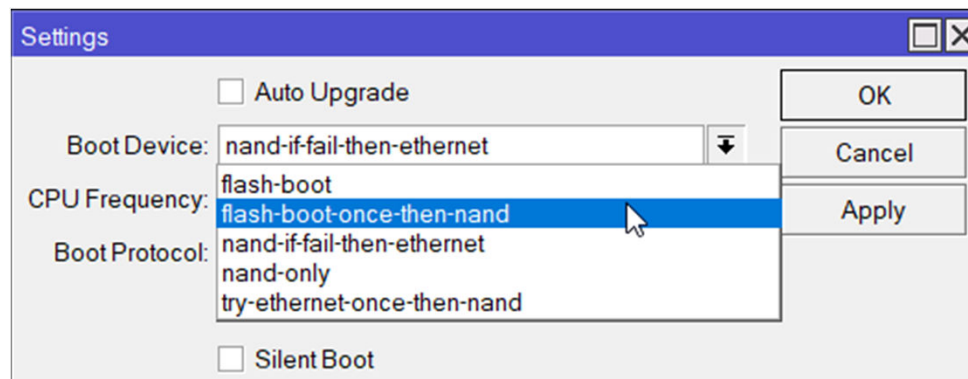 Settings
Auto Upgrade
OK
Boot Device: nand-if-fail-then-ethernet
Cancel
flash-boot
CPU Frequency:
flash-boot-once-then-nand
Apply
nand-if-fail-then-ethernet
Boot Protocol:
nand-only
try-ethernet-once-then-nand
Silent Boot